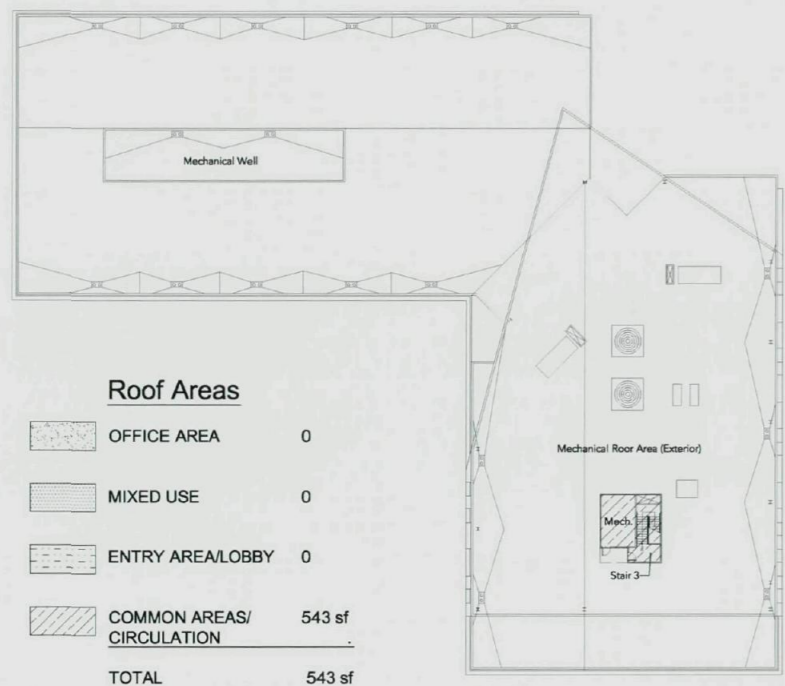 Mechanical Well
Mechanical Roor Area (Exterior)
Mech.
Stair 3
Roof Areas
OFFICE AREA 0
MIXED USE 0
ENTRY AREA/LOBBY 0
COMMON AREAS/ 543 sf
CIRCULATION
TOTAL 543 sf